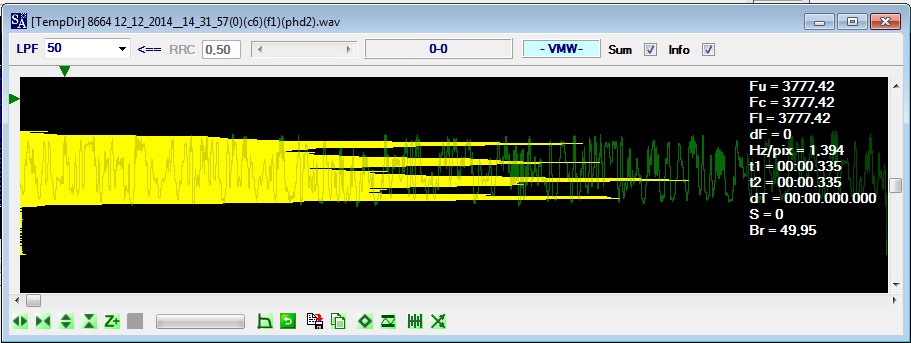 SA [TempDir] 8664 12_12_2014__14_31_57(0)(c6)(f1)(phd2).wav
LPF 50 <== RRC 0,50 0-0 - VMW - Sum Info
Fu = 3777,42
Fc = 3777,42
Fl = 3777,42
dF = 0
Hz/pix = 1,394
t1 = 00:00.335
t2 = 00:00.335
dT = 00:00.000.000
S = 0
Br = 49,95
Z+